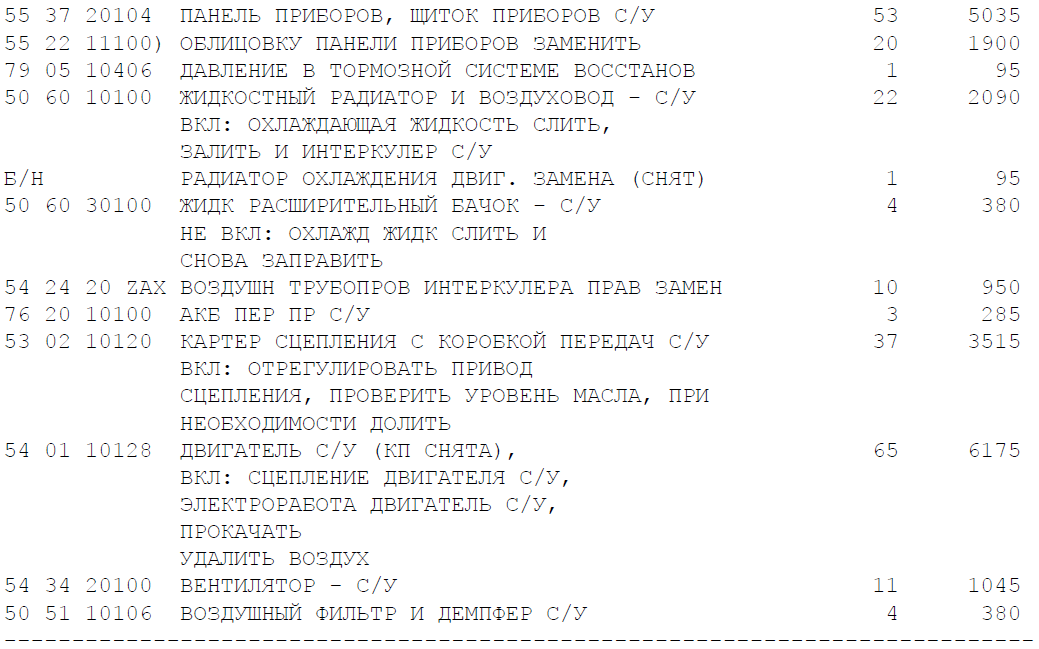 55 37 20104 ПАНЕЛЬ ПРИБОРОВ, ЩИТОК ПРИБОРОВ С/У 53 5035
55 22 11100) ОБЛИЦОВКУ ПАНЕЛИ ПРИБОРОВ ЗАМЕНИТЬ 20 1900
79 05 10406 ДАВЛЕНИЕ В ТОРМОЗНОЙ СИСТЕМЕ ВОССТАНОВ 1 95
50 60 10100 ЖИДКОСТНЫЙ РАДИАТОР И ВОЗДУХОВОД - С/У 22 2090
ВКЛ: ОХЛАЖДАЮЩАЯ ЖИДКОСТЬ СЛИТЬ,
ЗАЛИТЬ И ИНТЕРКУЛЕР С/У
Б/Н РАДИАТОР ОХЛАЖДЕНИЯ ДВИГ. ЗАМЕНА (СНЯТ) 1 95
50 60 30100 ЖИДК РАСШИРИТЕЛЬНЫЙ БАЧОК - С/У 4 380
НЕ ВКЛ: ОХЛАЖД ЖИДК СЛИТЬ И
СНОВА ЗАПРАВИТЬ
54 24 20 ZAX ВОЗДУШН ТРУБОПРОВ ИНТЕРКУЛЕРА ПРАВ ЗАМЕН 10 950
76 20 10100 АКБ ПЕР ПР С/У 3 285
53 02 10120 КАРТЕР СЦЕПЛЕНИЯ С КОРОБКОЙ ПЕРЕДАЧ С/У 37 3515
ВКЛ: ОТРЕГУЛИРОВАТЬ ПРИВОД
СЦЕПЛЕНИЯ, ПРОВЕРИТЬ УРОВЕНЬ МАСЛА, ПРИ
НЕОБХОДИМОСТИ ДОЛИТЬ
54 01 10128 ДВИГАТЕЛЬ С/У (КП СНЯТА), 65 6175
ВКЛ: СЦЕПЛЕНИЕ ДВИГАТЕЛЯ С/У,
ЭЛЕКТРОРАБОТА ДВИГАТЕЛЬ С/У,
ПРОКАЧАТЬ
УДАЛИТЬ ВОЗДУХ
54 34 20100 ВЕНТИЛЯТОР - С/У 11 1045
50 51 10106 ВОЗДУШНЫЙ ФИЛЬТР И ДЕМПФЕР С/У 4 380